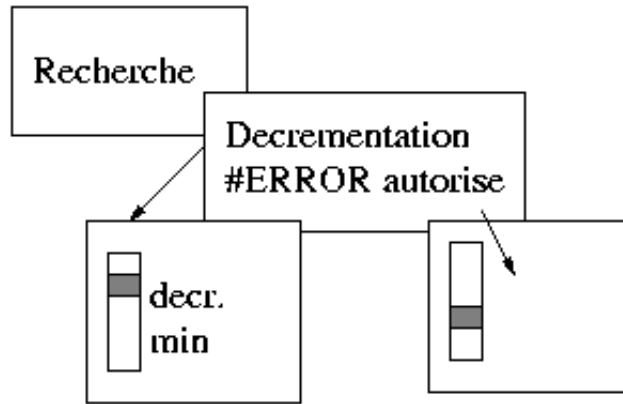 Recherche
Decrementation
#ERROR autorise
decr.
min